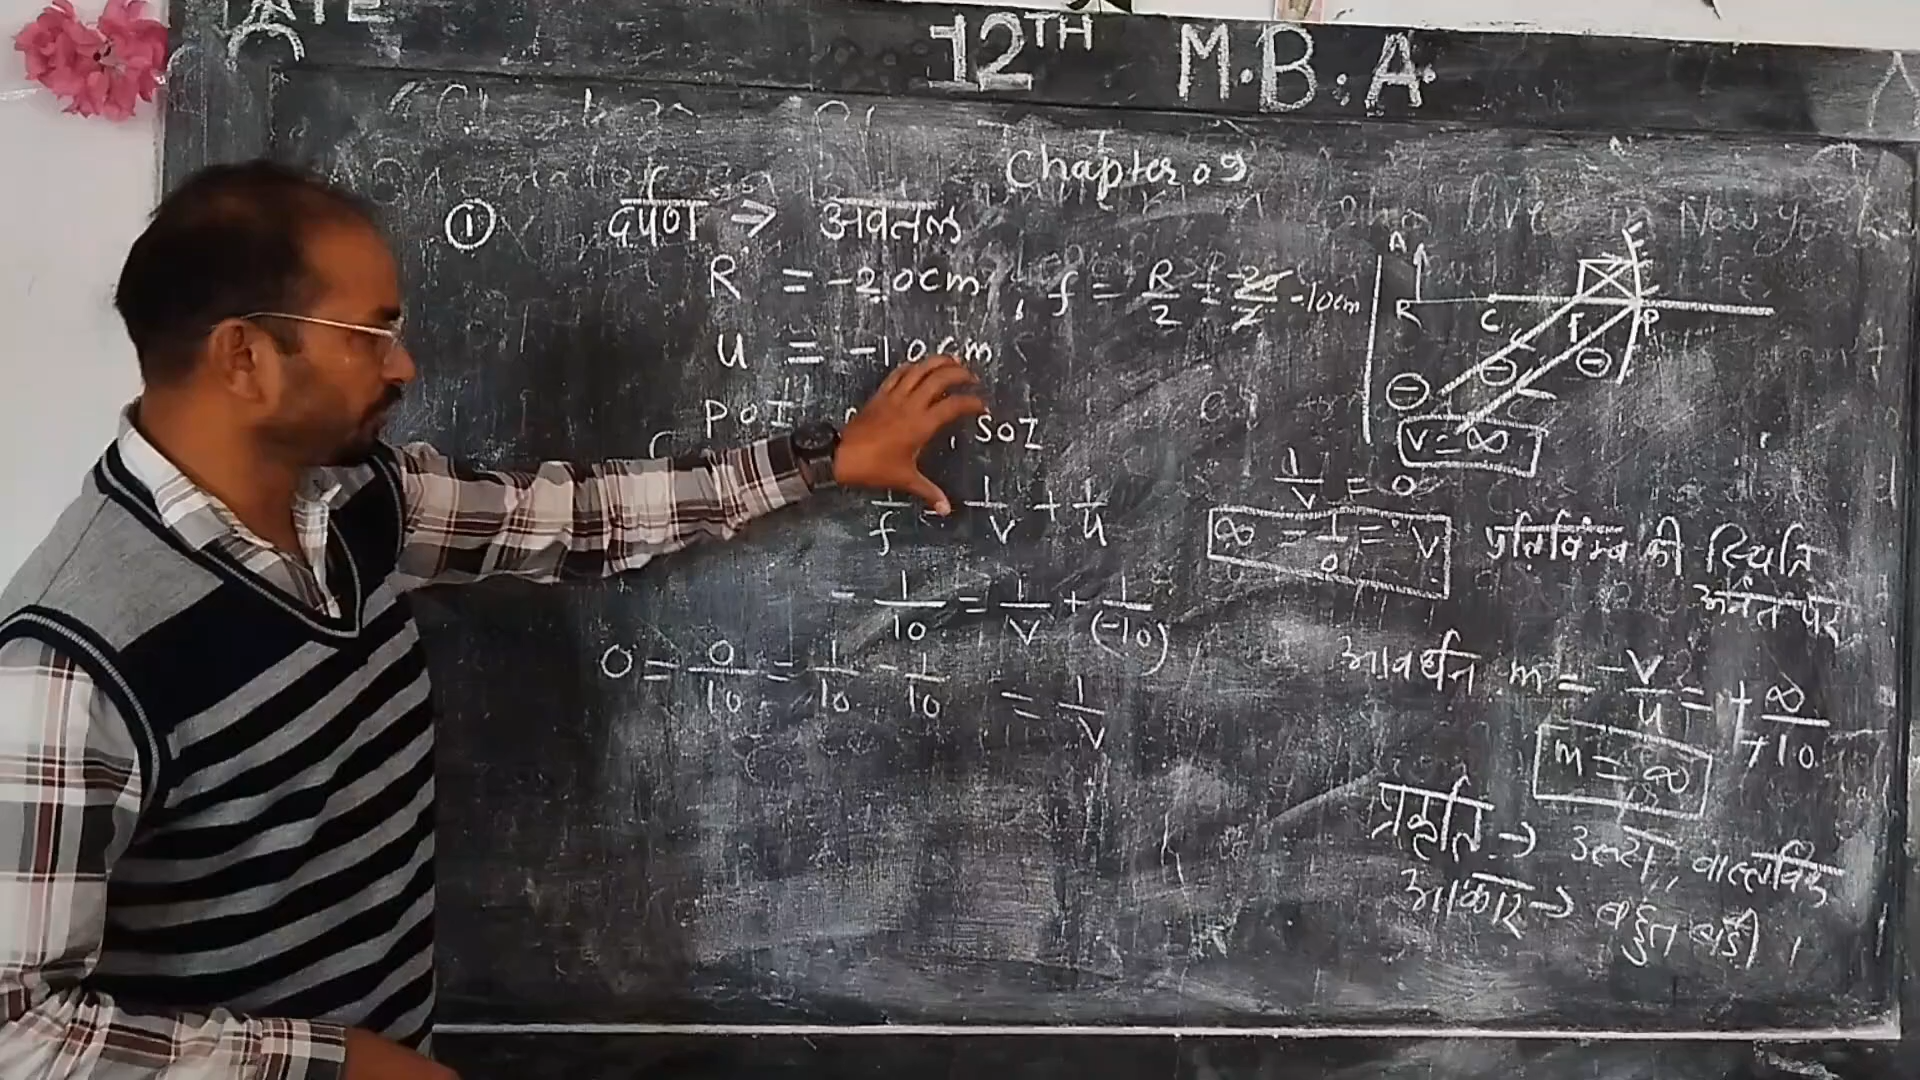 12TH M.B.A.
Chapter 09
① दर्पण → अवतल
R = -20cm, f = R/2 = -20/2 -10cm
u = -10cm
POI , SOI
1/f = 1/v + 1/u
- 1/10 = 1/v + 1/(-10)
0 = 0/10 = 1/10 - 1/10 = 1/v
A
R C F P
v = ∞
1/v = 0
∞ = 1/0 = v प्रतिबिम्ब की स्थिति
अनंत पर
आवर्धन m = -v/u = +∞/+10
m = ∞
प्रकृति → उल्टा, वास्तविक
आकार → बहुत बड़ी ।